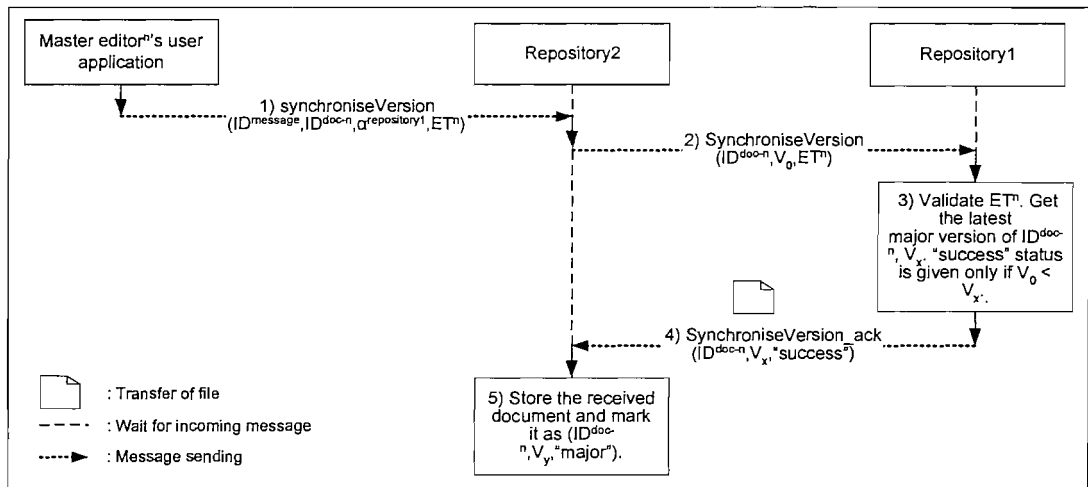 Master editorⁿ's user
application
Repository2
Repository1
1) synchroniseVersion
(ID^message,ID^doc-n,α^repository1,ETⁿ)
2) SynchroniseVersion
(ID^doc-n,V₀,ETⁿ)
3) Validate ETⁿ. Get
the latest
major version of ID^doc-
ⁿ, Vₓ. "success" status
is given only if V₀ <
Vₓ.
4) SynchroniseVersion_ack
(ID^doc-n,Vₓ,"success")
5) Store the received
document and mark
it as (ID^doc-
ⁿ,V_y,"major").
: Transfer of file
: Wait for incoming message
: Message sending